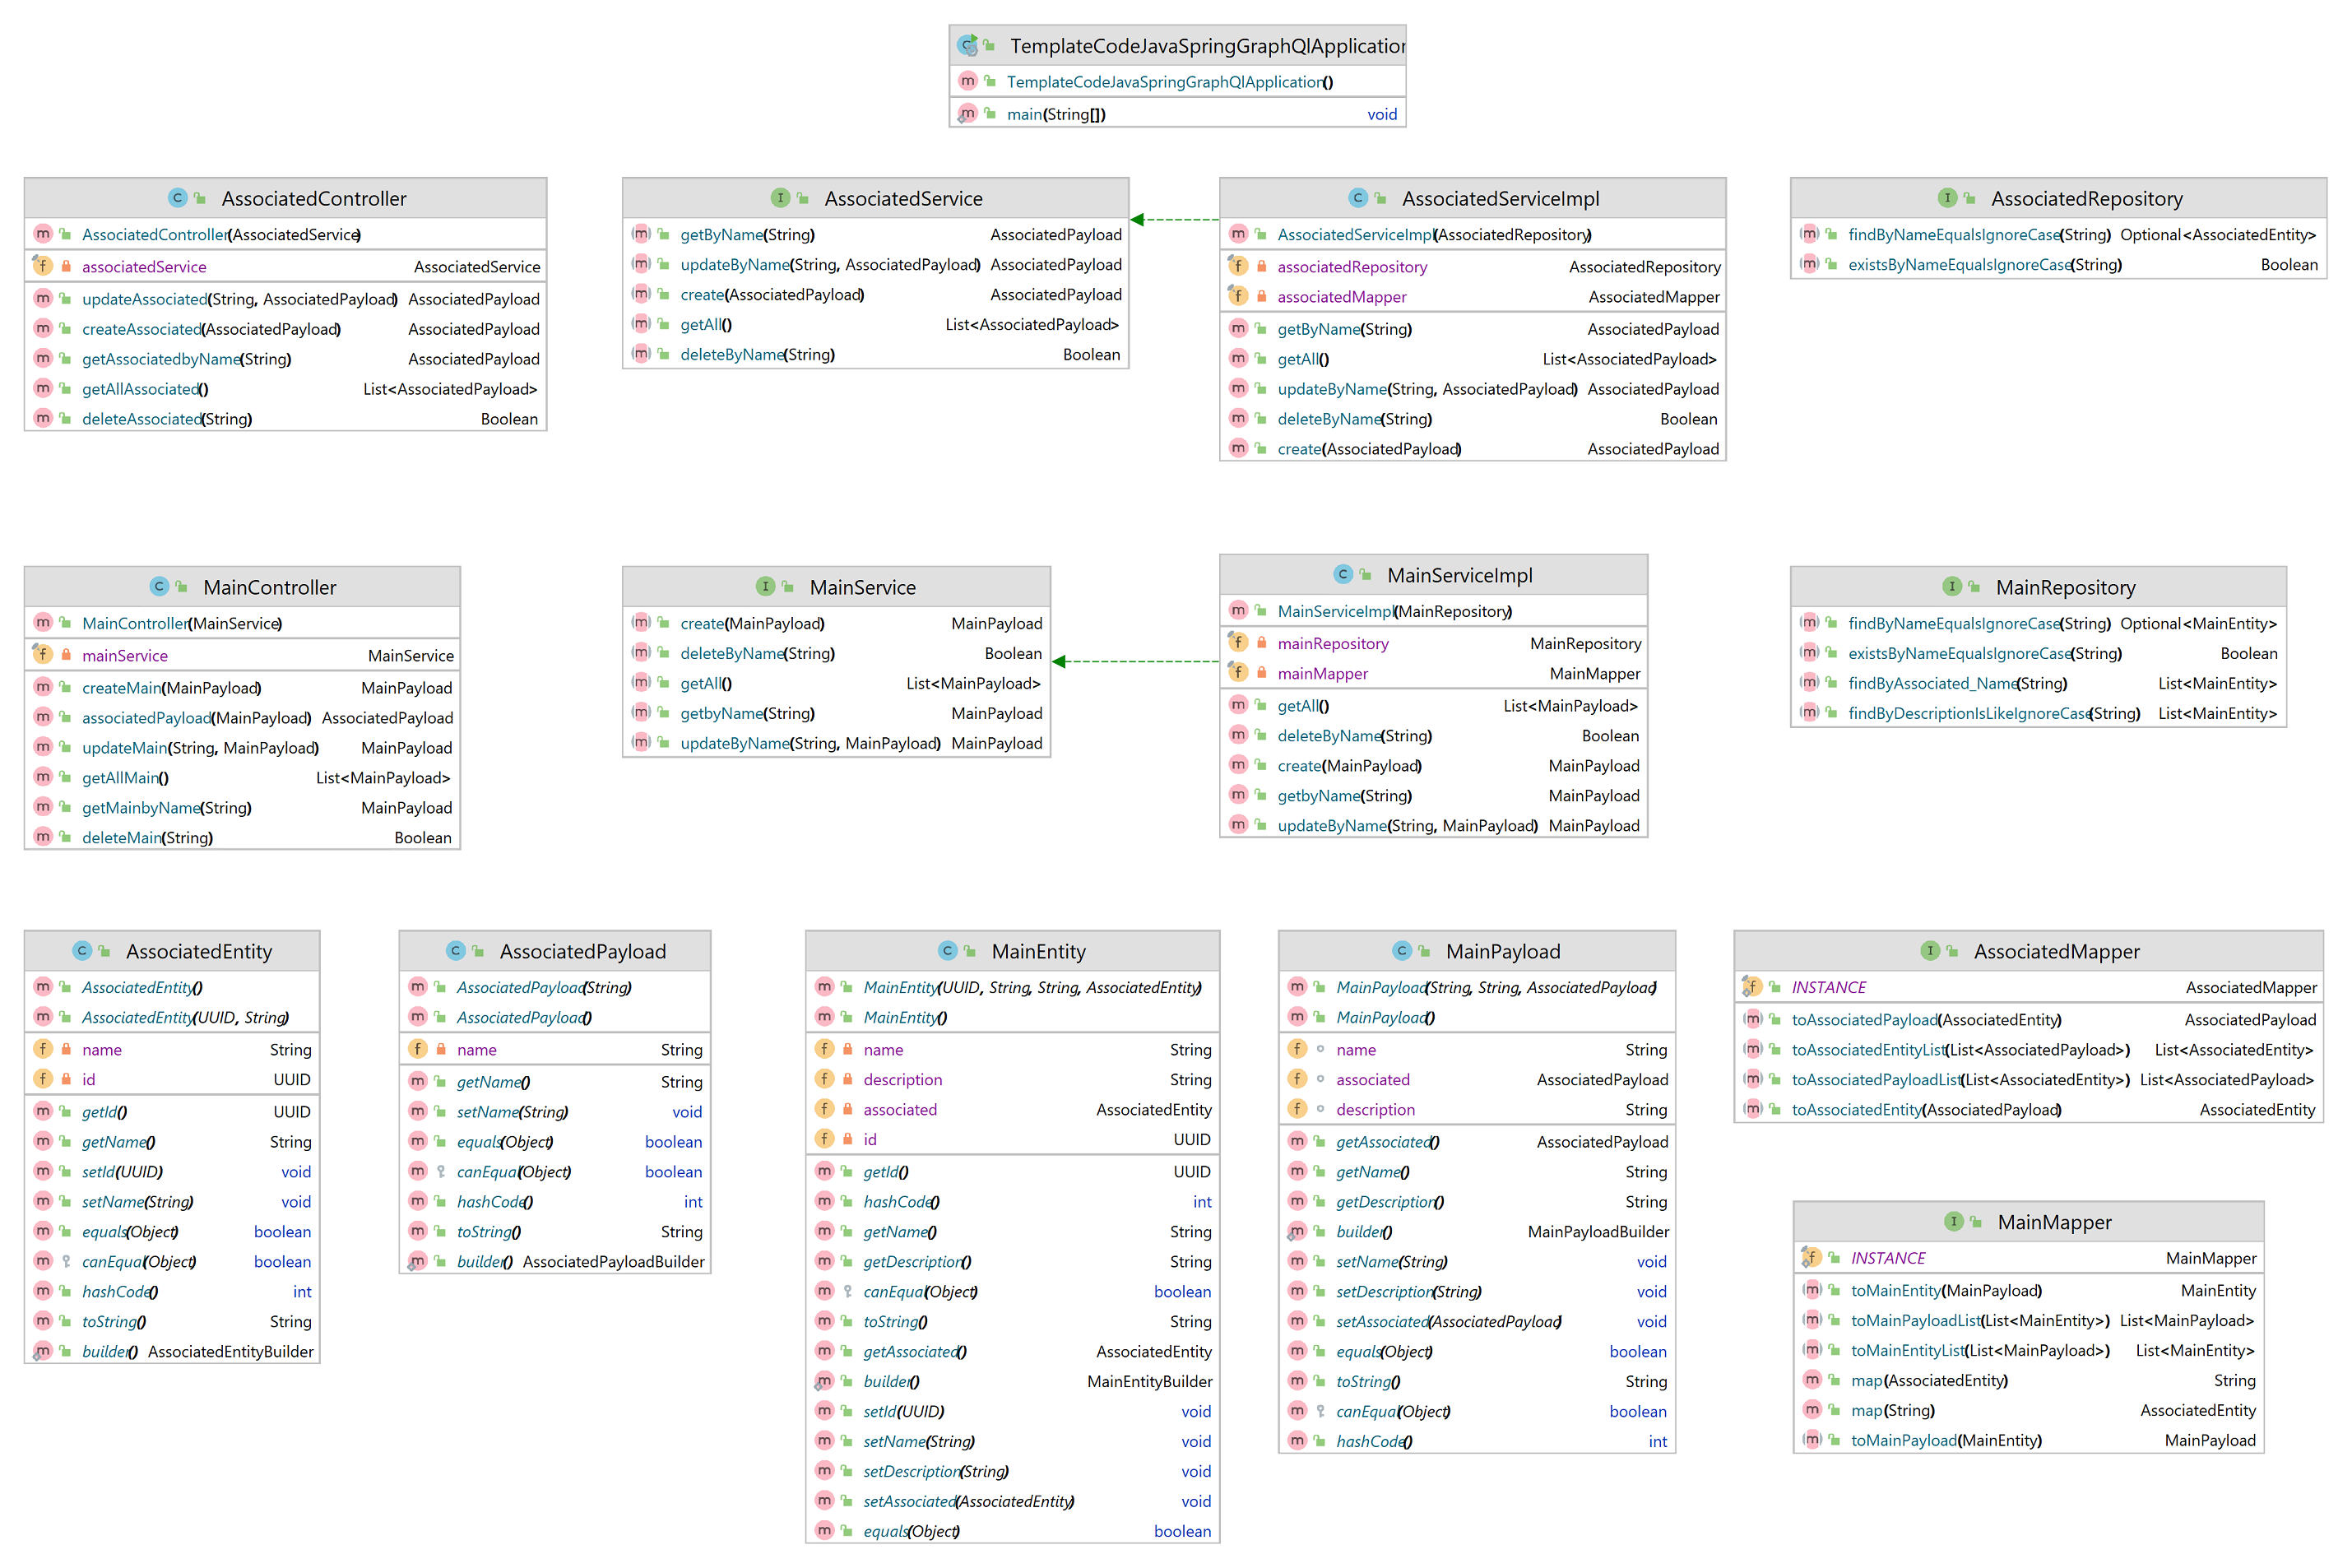 TemplateCodeJavaSpringGraphQlApplication
TemplateCodeJavaSpringGraphQlApplication()
main(String[]) void
AssociatedController
AssociatedController(AssociatedService)
associatedService AssociatedService
updateAssociated(String, AssociatedPayload) AssociatedPayload
createAssociated(AssociatedPayload) AssociatedPayload
getAssociatedbyName(String) AssociatedPayload
getAllAssociated() List<AssociatedPayload>
deleteAssociated(String) Boolean
AssociatedService
getByName(String) AssociatedPayload
updateByName(String, AssociatedPayload) AssociatedPayload
create(AssociatedPayload) AssociatedPayload
getAll() List<AssociatedPayload>
deleteByName(String) Boolean
AssociatedServiceImpl
AssociatedServiceImpl(AssociatedRepository)
associatedRepository AssociatedRepository
associatedMapper AssociatedMapper
getByName(String) AssociatedPayload
getAll() List<AssociatedPayload>
updateByName(String, AssociatedPayload) AssociatedPayload
deleteByName(String) Boolean
create(AssociatedPayload) AssociatedPayload
AssociatedRepository
findByNameEqualsIgnoreCase(String) Optional<AssociatedEntity>
existsByNameEqualsIgnoreCase(String) Boolean
MainController
MainController(MainService)
mainService MainService
createMain(MainPayload) MainPayload
associatedPayload(MainPayload) AssociatedPayload
updateMain(String, MainPayload) MainPayload
getAllMain() List<MainPayload>
getMainbyName(String) MainPayload
deleteMain(String) Boolean
MainService
create(MainPayload) MainPayload
deleteByName(String) Boolean
getAll() List<MainPayload>
getbyName(String) MainPayload
updateByName(String, MainPayload) MainPayload
MainServiceImpl
MainServiceImpl(MainRepository)
mainRepository MainRepository
mainMapper MainMapper
getAll() List<MainPayload>
deleteByName(String) Boolean
create(MainPayload) MainPayload
getbyName(String) MainPayload
updateByName(String, MainPayload) MainPayload
MainRepository
findByNameEqualsIgnoreCase(String) Optional<MainEntity>
existsByNameEqualsIgnoreCase(String) Boolean
findByAssociated_Name(String) List<MainEntity>
findByDescriptionIsLikeIgnoreCase(String) List<MainEntity>
AssociatedEntity
AssociatedEntity()
AssociatedEntity(UUID, String)
name String
id UUID
getId() UUID
getName() String
setId(UUID) void
setName(String) void
equals(Object) boolean
canEqual(Object) boolean
hashCode() int
toString() String
builder() AssociatedEntityBuilder
AssociatedPayload
AssociatedPayload(String)
AssociatedPayload()
name String
getName() String
setName(String) void
equals(Object) boolean
canEqual(Object) boolean
hashCode() int
toString() String
builder() AssociatedPayloadBuilder
MainEntity
MainEntity(UUID, String, String, AssociatedEntity)
MainEntity()
name String
description String
associated AssociatedEntity
id UUID
getId() UUID
hashCode() int
getName() String
getDescription() String
canEqual(Object) boolean
toString() String
getAssociated() AssociatedEntity
builder() MainEntityBuilder
setId(UUID) void
setName(String) void
setDescription(String) void
setAssociated(AssociatedEntity) void
equals(Object) boolean
MainPayload
MainPayload(String, String, AssociatedPayload)
MainPayload()
name String
associated AssociatedPayload
description String
getAssociated() AssociatedPayload
getName() String
getDescription() String
builder() MainPayloadBuilder
setName(String) void
setDescription(String) void
setAssociated(AssociatedPayload) void
equals(Object) boolean
toString() String
canEqual(Object) boolean
hashCode() int
AssociatedMapper
INSTANCE AssociatedMapper
toAssociatedPayload(AssociatedEntity) AssociatedPayload
toAssociatedEntityList(List<AssociatedPayload>) List<AssociatedEntity>
toAssociatedPayloadList(List<AssociatedEntity>) List<AssociatedPayload>
toAssociatedEntity(AssociatedPayload) AssociatedEntity
MainMapper
INSTANCE MainMapper
toMainEntity(MainPayload) MainEntity
toMainPayloadList(List<MainEntity>) List<MainPayload>
toMainEntityList(List<MainPayload>) List<MainEntity>
map(AssociatedEntity) String
map(String) AssociatedEntity
toMainPayload(MainEntity) MainPayload